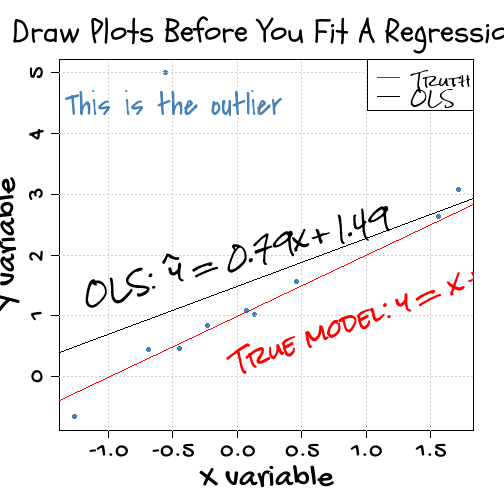 Draw Plots Before You Fit A Regressio
Truth
OLS
This is the outlier
OLS: ŷ = 0.79x + 1.49
True model: y = x +
y variable
5
4
3
2
1
0
-1.0 -0.5 0.0 0.5 1.0 1.5
x variable